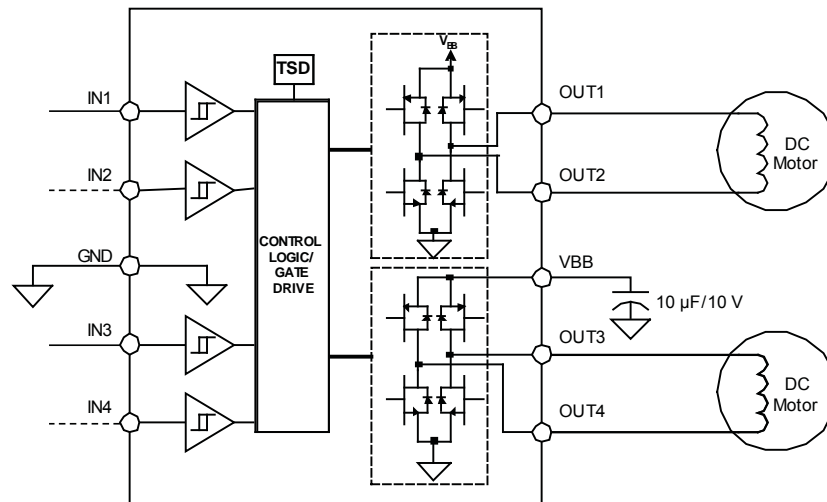 V_BB
TSD
IN1
OUT1
DC
Motor
IN2
OUT2
GND
CONTROL
LOGIC/
GATE
DRIVE
VBB
10 µF/10 V
IN3
OUT3
DC
Motor
IN4
OUT4